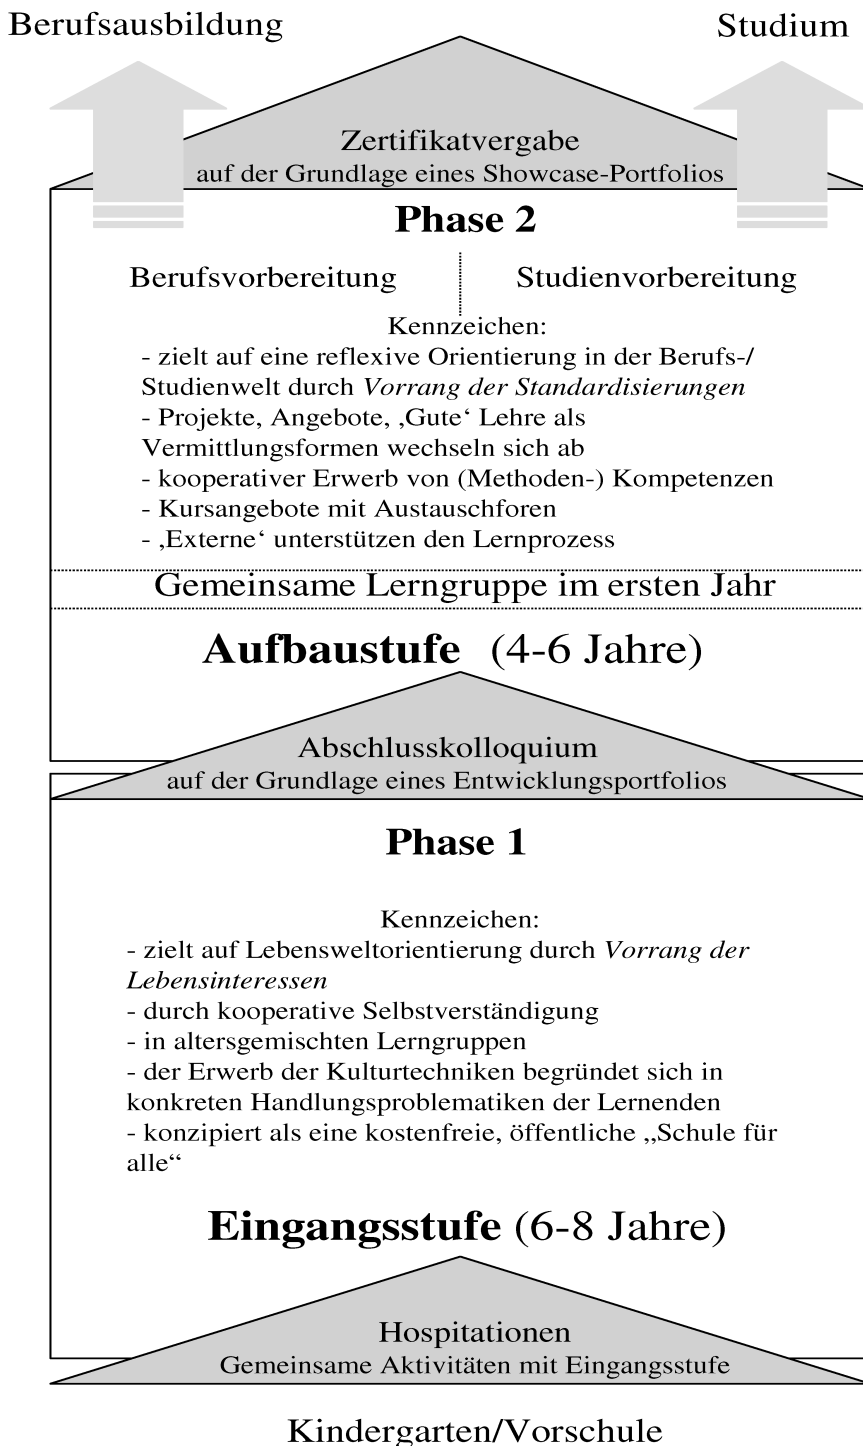 Berufsausbildung
Studium
Zertifikatvergabe
auf der Grundlage eines Showcase-Portfolios
Phase 2
Berufsvorbereitung
Studienvorbereitung
Kennzeichen:
- zielt auf eine reflexive Orientierung in der Berufs-/
Studienwelt durch Vorrang der Standardisierungen
- Projekte, Angebote, ‚Gute‘ Lehre als
Vermittlungsformen wechseln sich ab
- kooperativer Erwerb von (Methoden-) Kompetenzen
- Kursangebote mit Austauschforen
- ‚Externe‘ unterstützen den Lernprozess
Gemeinsame Lerngruppe im ersten Jahr
Aufbaustufe (4-6 Jahre)
Abschlusskolloquium
auf der Grundlage eines Entwicklungsportfolios
Phase 1
Kennzeichen:
- zielt auf Lebensweltorientierung durch Vorrang der
Lebensinteressen
- durch kooperative Selbstverständigung
- in altersgemischten Lerngruppen
- der Erwerb der Kulturtechniken begründet sich in
konkreten Handlungsproblematiken der Lernenden
- konzipiert als eine kostenfreie, öffentliche „Schule für
alle“
Eingangsstufe (6-8 Jahre)
Hospitationen
Gemeinsame Aktivitäten mit Eingangsstufe
Kindergarten/Vorschule